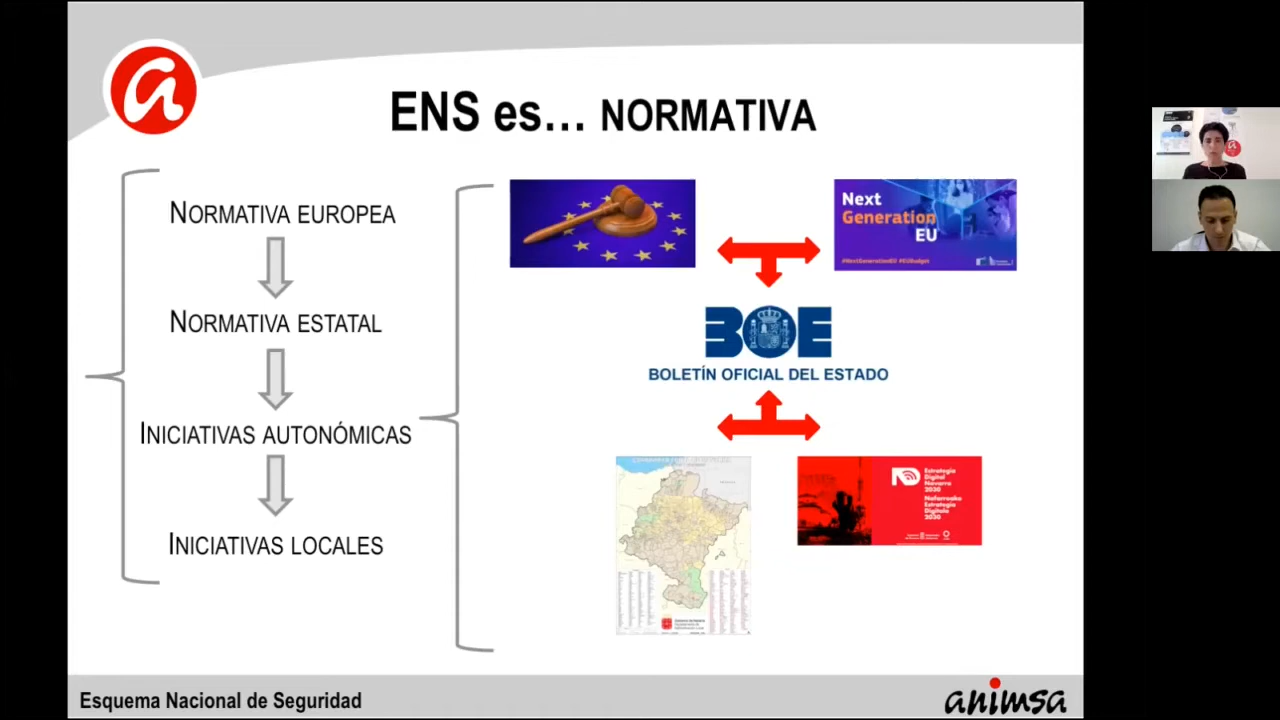 ENS es... NORMATIVA
NORMATIVA EUROPEA
NORMATIVA ESTATAL
INICIATIVAS AUTONÓMICAS
INICIATIVAS LOCALES
Next
Generation
EU
#NextGenerationEU #EUBudget
BOE
BOLETÍN OFICIAL DEL ESTADO
Estrategia
Digital
Navarra
2030
Nafarroako
Estrategia
Digitala
2030
Esquema Nacional de Seguridad
animsa